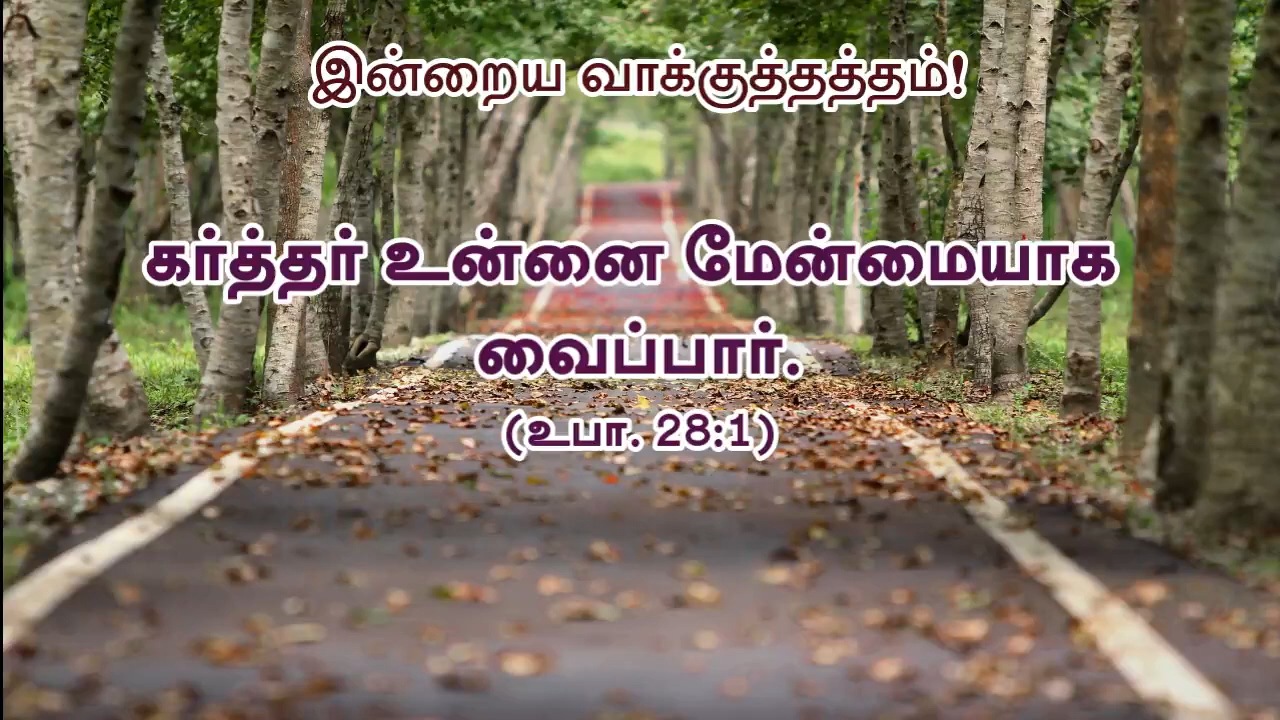 இன்றைய வாக்குத்தத்தம்!
கர்த்தர் உன்னை மேன்மையாக
வைப்பார்.
(உபா. 28:1)